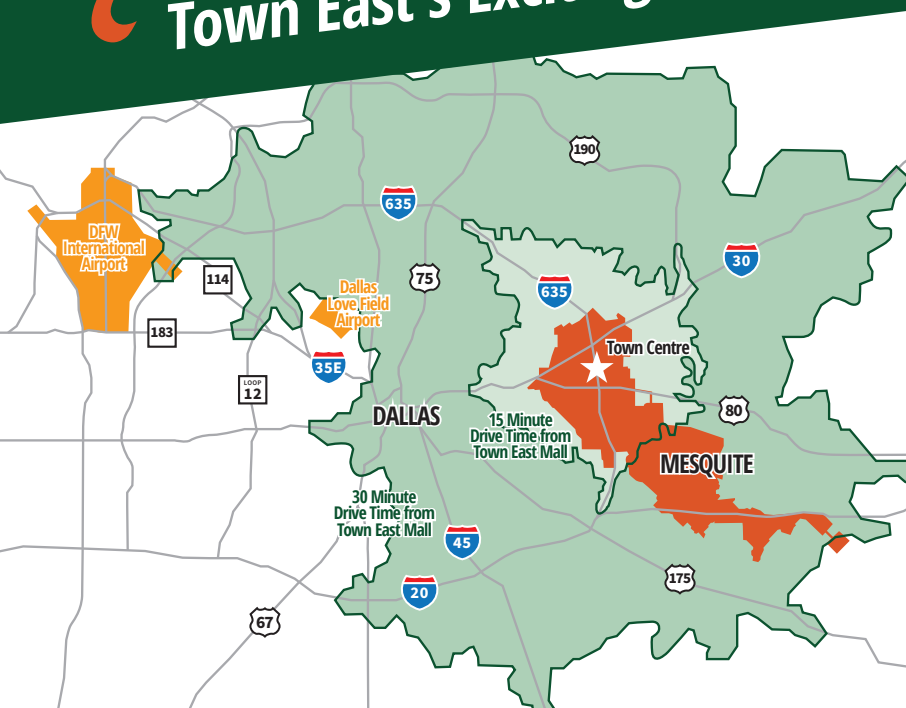 Town East's
190
635
DFW
International
Airport
30
114
75
635
Dallas
Love Field
Airport
183
Town Centre
35E
LOOP
12
80
DALLAS
15 Minute
Drive Time from
Town East Mall
MESQUITE
30 Minute
Drive Time from
Town East Mall
45
175
20
67